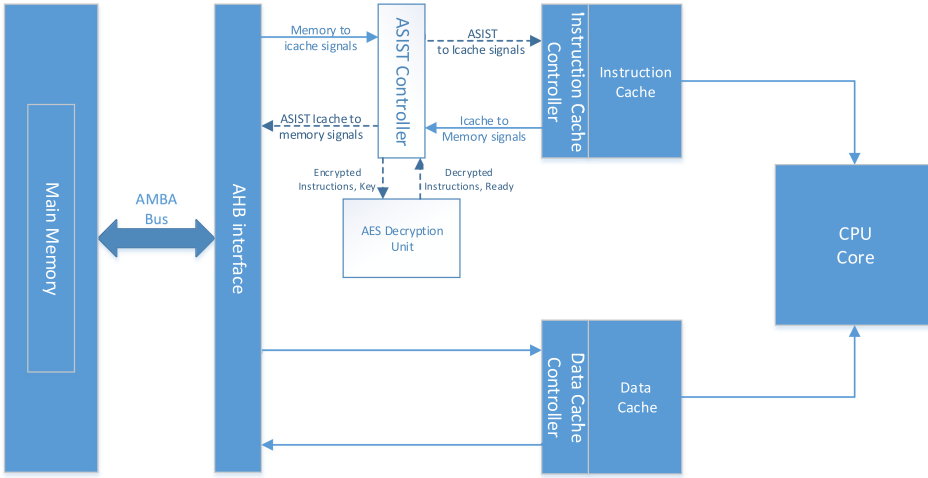 Main Memory
AMBA
Bus
AHB interface
Memory to
icache signals
ASIST Controller
ASIST
to Icache signals
ASIST Icache to
memory signals
Icache to
Memory signals
Encrypted
Instructions, Key
Decrypted
Instructions, Ready
AES Decryption
Unit
Instruction Cache
Controller
Instruction
Cache
CPU
Core
Data Cache
Controller
Data
Cache